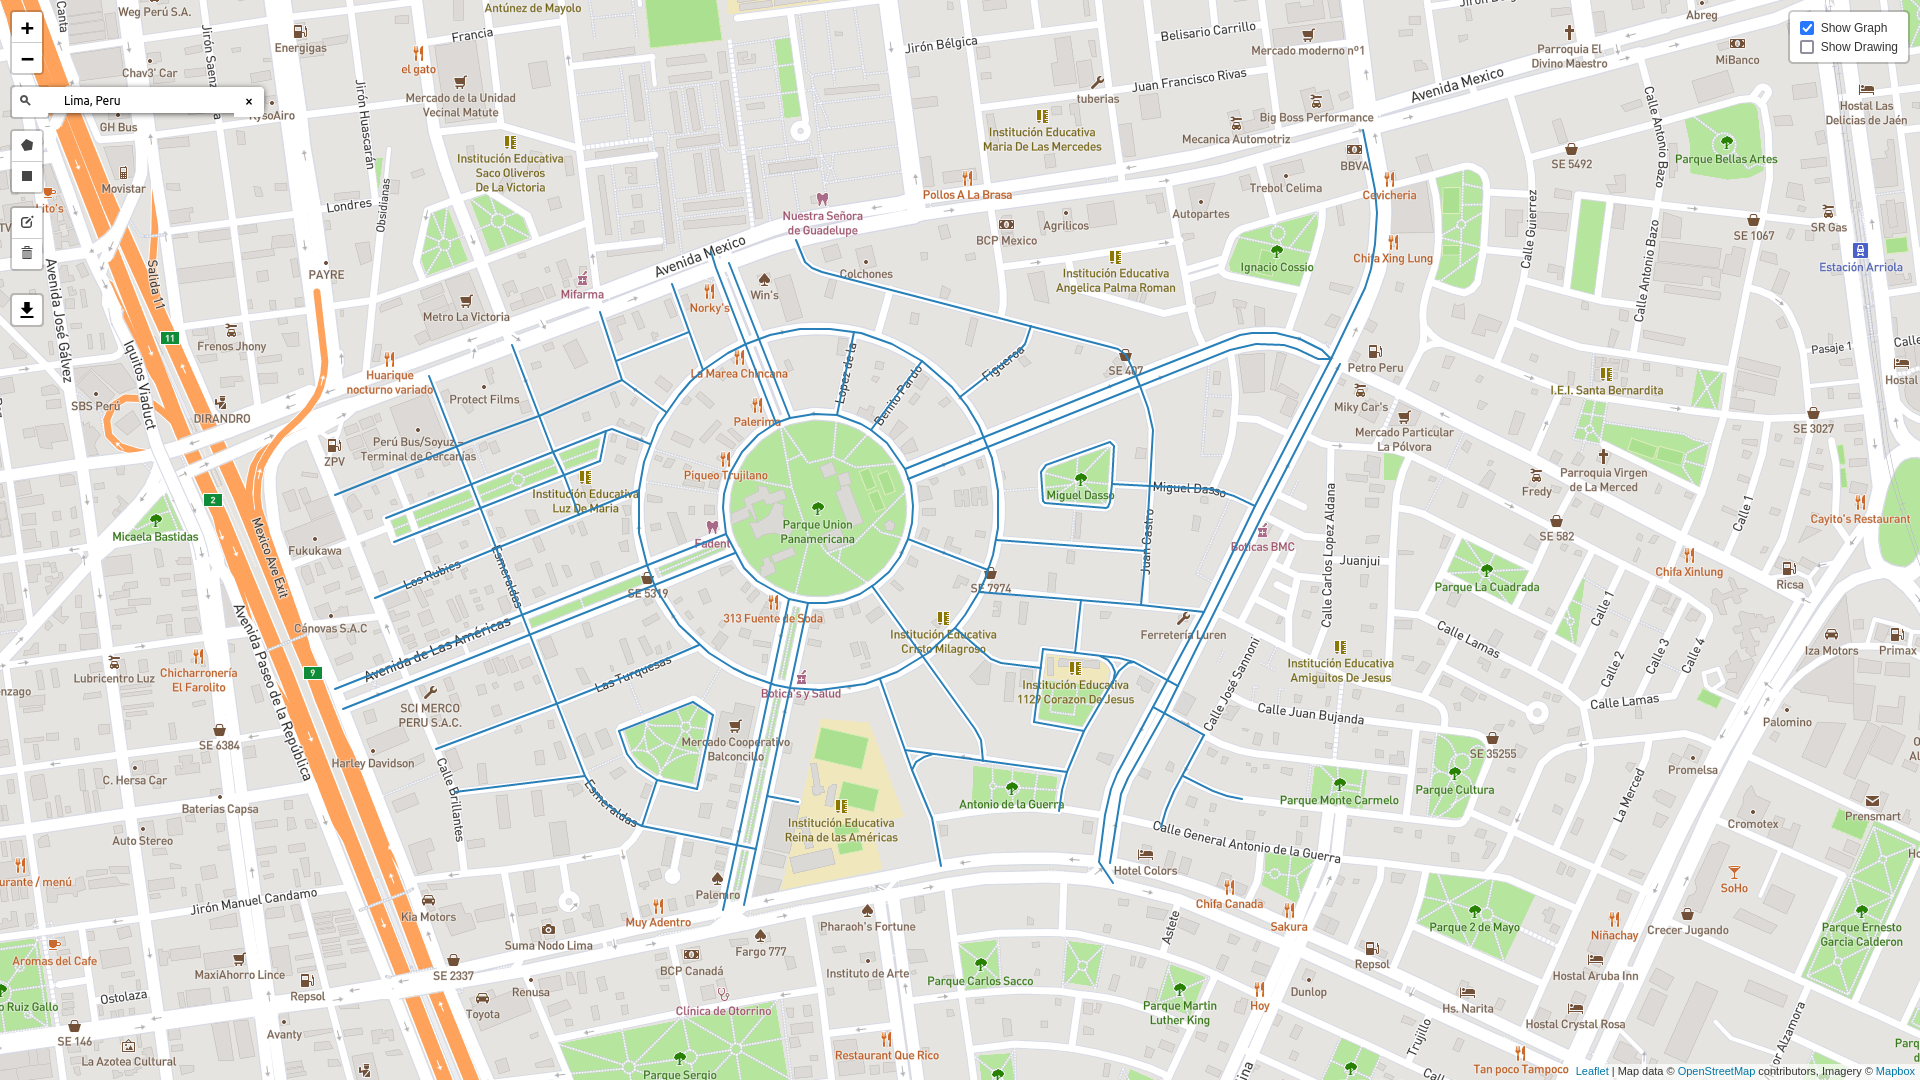 Weg Perú S.A.
Antúnez de Mayolo
Jirón Saenz
Energigas
Francia
Jirón Bélgica
Belisario Carrillo
Mercado moderno nº1
Parroquia El
Divino Maestro
Abreg
MiBanco
Show Graph
Show Drawing
+
−
Chav3' Car
el gato
Mercado de la Unidad
Vecinal Matute
Jirón Huascarán
tuberias
Juan Francisco Rivas
Avenida Mexico
Hostal Las
Delicias de Jaén
Lima, Peru
×
RysoAiro
GH Bus
Big Boss Performance
Mecanica Automotriz
Institución Educativa
Maria De Las Mercedes
Calle Antonio Bazo
Parque Bellas Artes
Institución Educativa
Saco Oliveros
De La Victoria
BBVA
SE 5492
Movistar
Trebol Celima
Cevicheria
Pollos A La Brasa
Londres
Obsidianas
Nuestra Señora
de Guadelupe
Autopartes
Agrilicos
BCP Mexico
Calle Guierrez
SE 1067
SR Gas
Avenida Mexico
Chifa Xing Lung
Calle Antonio Bazo
Estación Arriola
PAYRE
Salida 11
Colchones
Institución Educativa
Angelica Palma Roman
Ignacio Cossio
Avenida José Gálvez
Mifarma
Win's
Norky's
Metro La Victoria
11
Frenos Jhony
Iquitos Viaduct
Pasaje 1
Huarique
nocturno variado
La Marea Chincana
Lopez de la
Benito Pardo
Figueroa
SE 407
Petro Peru
I.E.I. Santa Bernardita
Hostal
SBS Perú
DIRANDRO
Protect Films
Palerima
Miky Car's
Mercado Particular
La Pólvora
SE 3027
ZPV
Perú Bus/Soyuz -
Terminal de Cercanías
Piqueo Trujilano
Parroquia Virgen
de La Merced
2
Institución Educativa
Luz De Maria
Miguel Dasso
Miguel Dasso
Fredy
Calle 1
Cayito's Restaurant
Mexico Ave Exit
Micaela Bastidas
Parque Union
Panamericana
Juan Castro
Calle Carlos Lopez Aldana
SE 582
Fukukawa
Fadent
Boticas BMC
Juanjui
Los Rubies
Esmeraldas
Chifa Xinlung
Ricsa
Parque La Cuadrada
SE 5319
SE 7974
Calle 1
Avenida Paseo de la República
Cánovas S.A.C
313 Fuente de Soda
Institución Educativa
Cristo Milagroso
Ferretería Luren
Calle Lamas
Calle 2
Calle 3
Calle 4
Iza Motors
Primax
Avenida de Las Américas
Lubricentro Luz
Chicharronería
El Farolito
9
Las Turquesas
Botica's y Salud
Institución Educativa
1129 Corazon De Jesus
Calle José Sannoni
Institución Educativa
Amiguitos De Jesus
Calle Lamas
SCI MERCO
PERU S.A.C.
Calle Juan Bujanda
Palomino
SE 6384
Mercado Cooperativo
Balconcillo
SE 35255
Harley Davidson
Calle Brillantes
C. Hersa Car
Promelsa
Parque Cultura
Parque Monte Carmelo
Esmeraldas
Antonio de la Guerra
La Merced
Baterias Capsa
Institución Educativa
Reina de las Américas
Prensmart
Cromotex
Auto Stereo
Calle General Antonio de la Guerra
Hotel Colors
SoHo
Jirón Manuel Candamo
Palemro
Chifa Canada
Kia Motors
Muy Adentro
Pharaoh's Fortune
Astete
Sakura
Parque 2 de Mayo
Niñachay
Crecer Jugando
Parque Ernesto
Garcia Calderon
Suma Nodo Lima
Fargo 777
Aromas del Cafe
MaxiAhorro Lince
SE 2337
BCP Canadá
Instituto de Arte
Parque Carlos Sacco
Repsol
Hostal Aruba Inn
Repsol
Ostolaza
Renusa
Dunlop
o Ruiz Gallo
Toyota
Clínica de Otorrino
Parque Martin
Luther King
Hoy
Hs. Narita
Hostal Crystal Rosa
SE 146
Avanty
Trujillo
La Azotea Cultural
Restaurant Que Rico
Parque Sergio
Tan poco Tampoco
Leaflet | Map data © OpenStreetMap contributors, Imagery © Mapbox